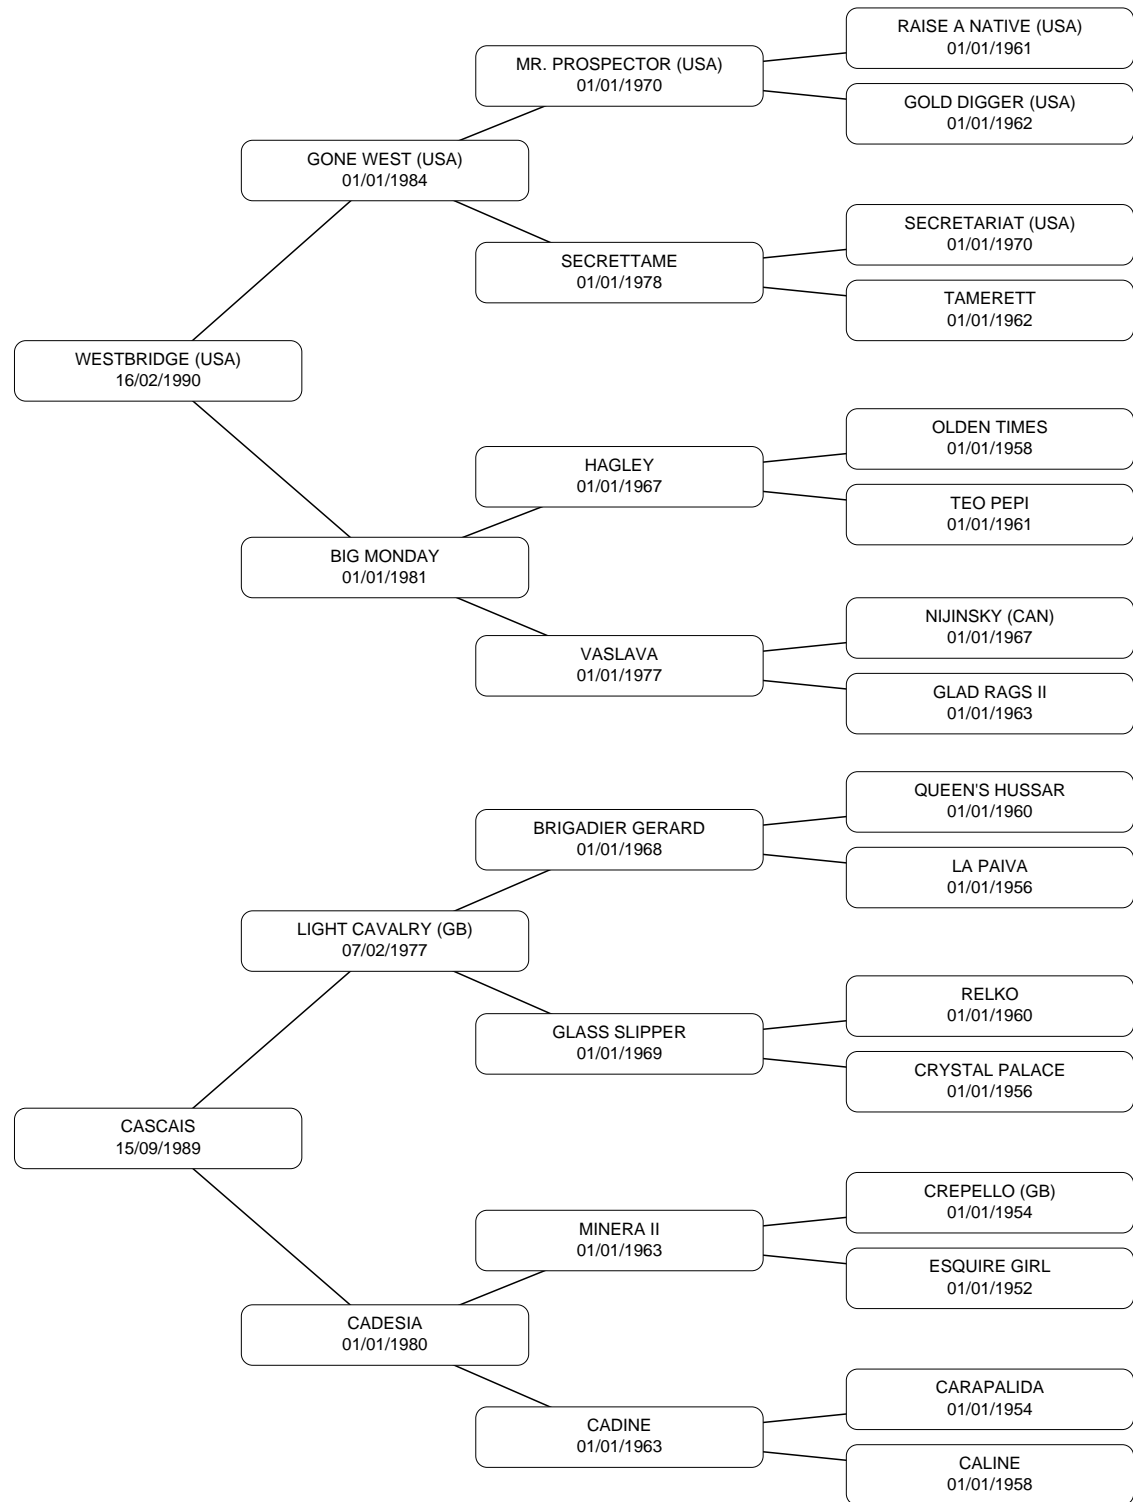 RAISE A NATIVE (USA)
01/01/1961
MR. PROSPECTOR (USA)
01/01/1970
GOLD DIGGER (USA)
01/01/1962
GONE WEST (USA)
01/01/1984
SECRETARIAT (USA)
01/01/1970
SECRETTAME
01/01/1978
TAMERETT
01/01/1962
WESTBRIDGE (USA)
16/02/1990
OLDEN TIMES
01/01/1958
HAGLEY
01/01/1967
TEO PEPI
01/01/1961
BIG MONDAY
01/01/1981
NIJINSKY (CAN)
01/01/1967
VASLAVA
01/01/1977
GLAD RAGS II
01/01/1963
QUEEN'S HUSSAR
01/01/1960
BRIGADIER GERARD
01/01/1968
LA PAIVA
01/01/1956
LIGHT CAVALRY (GB)
07/02/1977
RELKO
01/01/1960
GLASS SLIPPER
01/01/1969
CRYSTAL PALACE
01/01/1956
CASCAIS
15/09/1989
CREPELLO (GB)
01/01/1954
MINERA II
01/01/1963
ESQUIRE GIRL
01/01/1952
CADESIA
01/01/1980
CARAPALIDA
01/01/1954
CADINE
01/01/1963
CALINE
01/01/1958